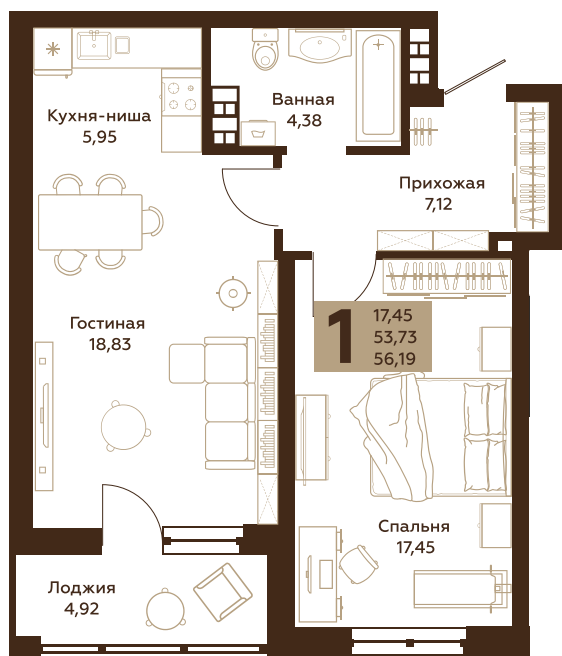 Кухня-ниша
5,95
Ванная
4,38
Прихожая
7,12
Гостиная
18,83
1
17,45
53,73
56,19
Спальня
17,45
Лоджия
4,92